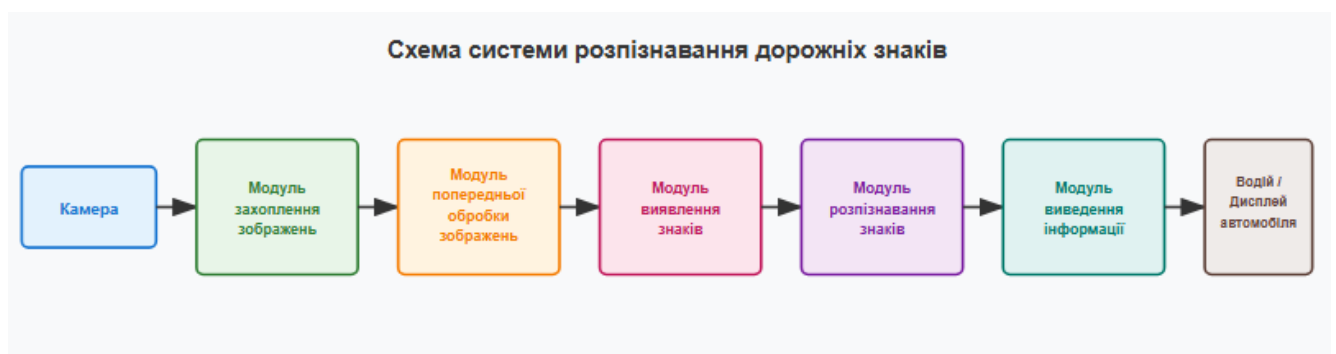 Схема системи розпізнавання дорожніх знаків
Камера
Модуль
захоплення
зображень
Модуль
попередньої
обробки
зображень
Модуль
виявлення
знаків
Модуль
розпізнавання
знаків
Модуль
виведення
інформації
Водій /
Дисплей
автомобіля